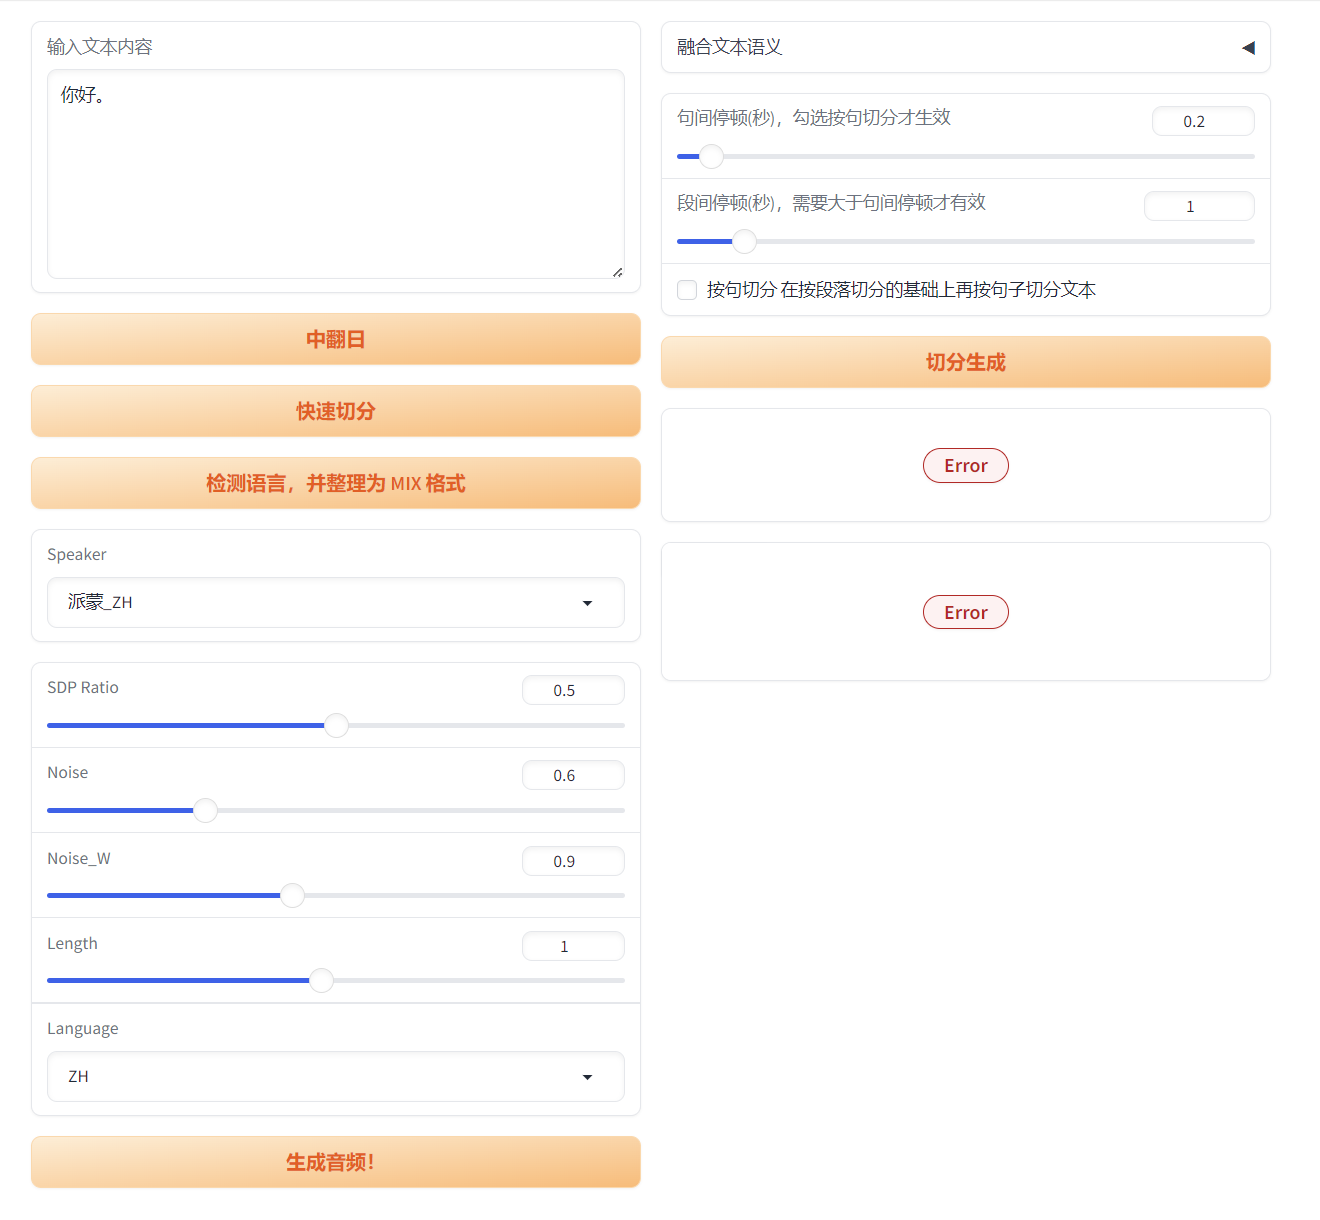 输入文本内容
你好。
中翻日
快速切分
检测语言，并整理为 MIX 格式
Speaker
派蒙_ZH
SDP Ratio
0.5
Noise
0.6
Noise_W
0.9
Length
1
Language
ZH
生成音频！
融合文本语义
句间停顿(秒)，勾选按句切分才生效
0.2
段间停顿(秒)，需要大于句间停顿才有效
1
按句切分 在按段落切分的基础上再按句子切分文本
切分生成
Error
Error